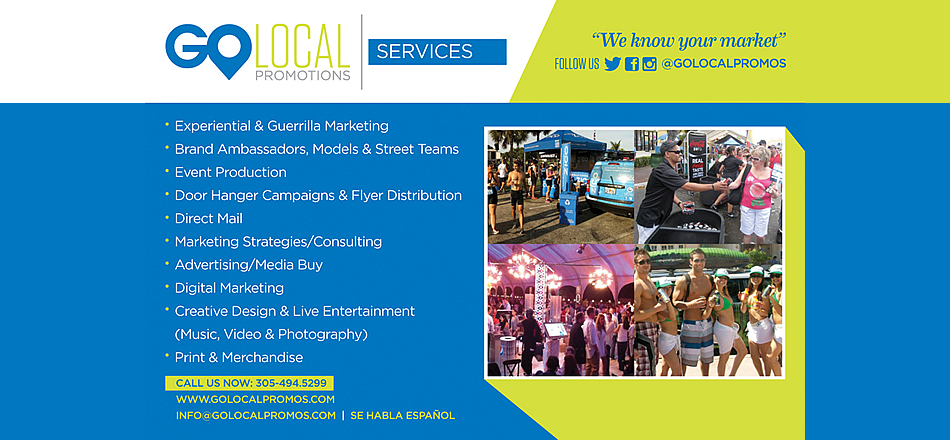 GO LOCAL
PROMOTIONS
SERVICES
“We know your market”
FOLLOW US @GOLOCALPROMOS
• Experiential & Guerrilla Marketing
• Brand Ambassadors, Models & Street Teams
• Event Production
• Door Hanger Campaigns & Flyer Distribution
• Direct Mail
• Marketing Strategies/Consulting
• Advertising/Media Buy
• Digital Marketing
• Creative Design & Live Entertainment
(Music, Video & Photography)
• Print & Merchandise
CALL US NOW: 305-494.5299
WWW.GOLOCALPROMOS.COM
INFO@GOLOCALPROMOS.COM | SE HABLA ESPAÑOL
REAL
TASTE